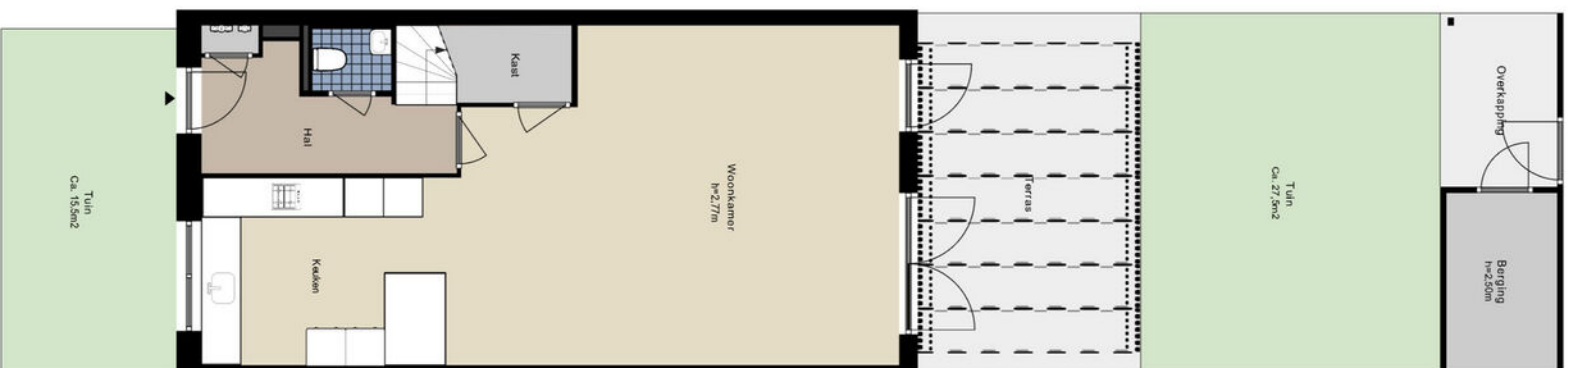 Tuin
Ca. 15,5m2
Hal
Keuken
Kast
Woonkamer
h=2,77m
Terras
Tuin
Ca. 27,5m2
Overkapping
Berging
h=2,50m